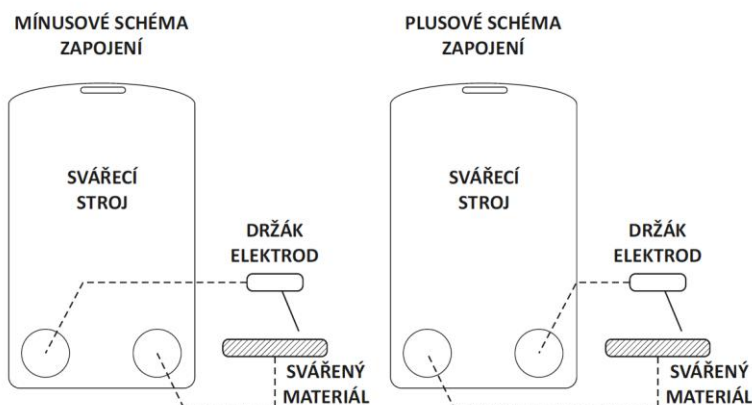 MÍNUSOVÉ SCHÉMA
ZAPOJENÍ
SVÁŘECÍ
STROJ
DRŽÁK
ELEKTROD
SVÁŘENÝ
MATERIÁL
PLUSOVÉ SCHÉMA
ZAPOJENÍ
SVÁŘECÍ
STROJ
DRŽÁK
ELEKTROD
SVÁŘENÝ
MATERIÁL